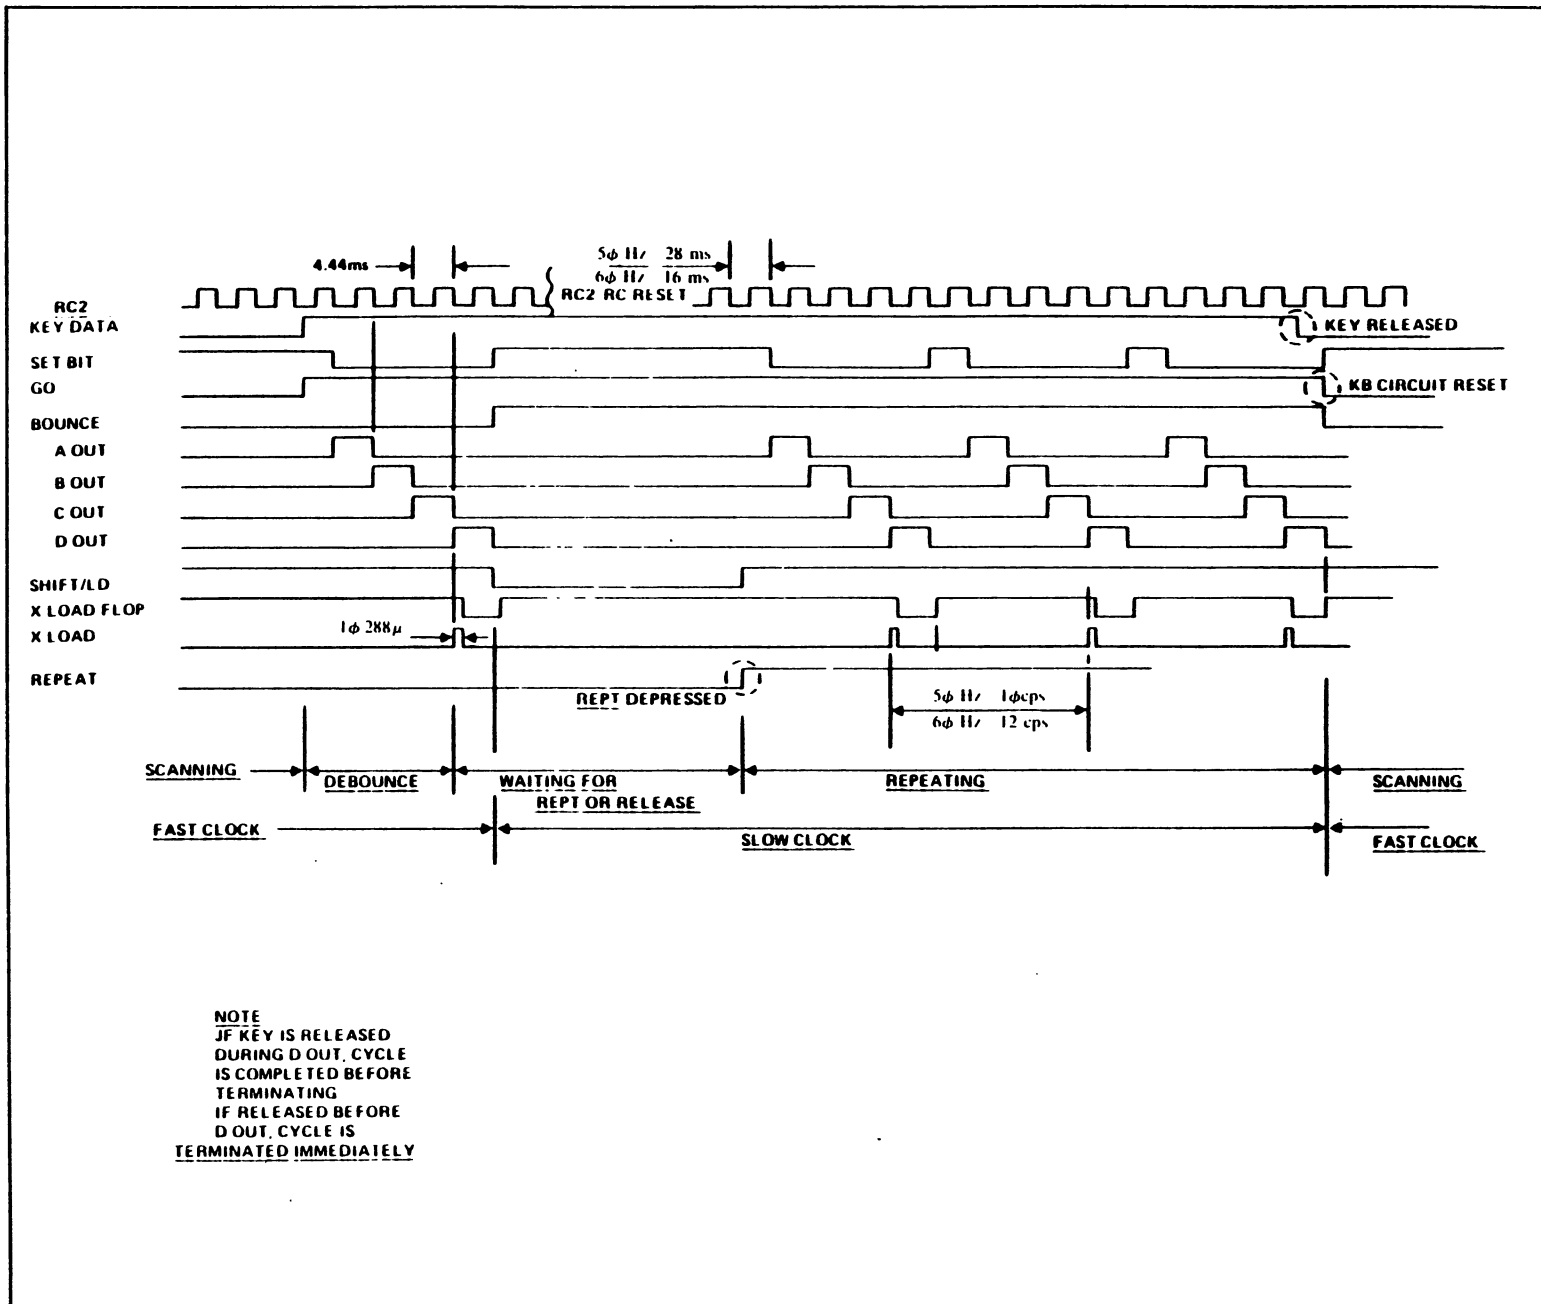 4.44ms
5ϕ Hz 28 ms
6ϕ Hz 16 ms
RC2
RC2 RC RESET
KEY DATA
KEY RELEASED
SET BIT
GO
KB CIRCUIT RESET
BOUNCE
A OUT
B OUT
C OUT
D OUT
SHIFT/LD
X LOAD FLOP
X LOAD
1ϕ 288μ
REPEAT
REPT DEPRESSED
5ϕ Hz 1ϕcps
6ϕ Hz 12 cps
SCANNING
DEBOUNCE
WAITING FOR
REPT OR RELEASE
REPEATING
SCANNING
FAST CLOCK
SLOW CLOCK
FAST CLOCK
NOTE
IF KEY IS RELEASED
DURING D OUT, CYCLE
IS COMPLETED BEFORE
TERMINATING
IF RELEASED BEFORE
D OUT, CYCLE IS
TERMINATED IMMEDIATELY